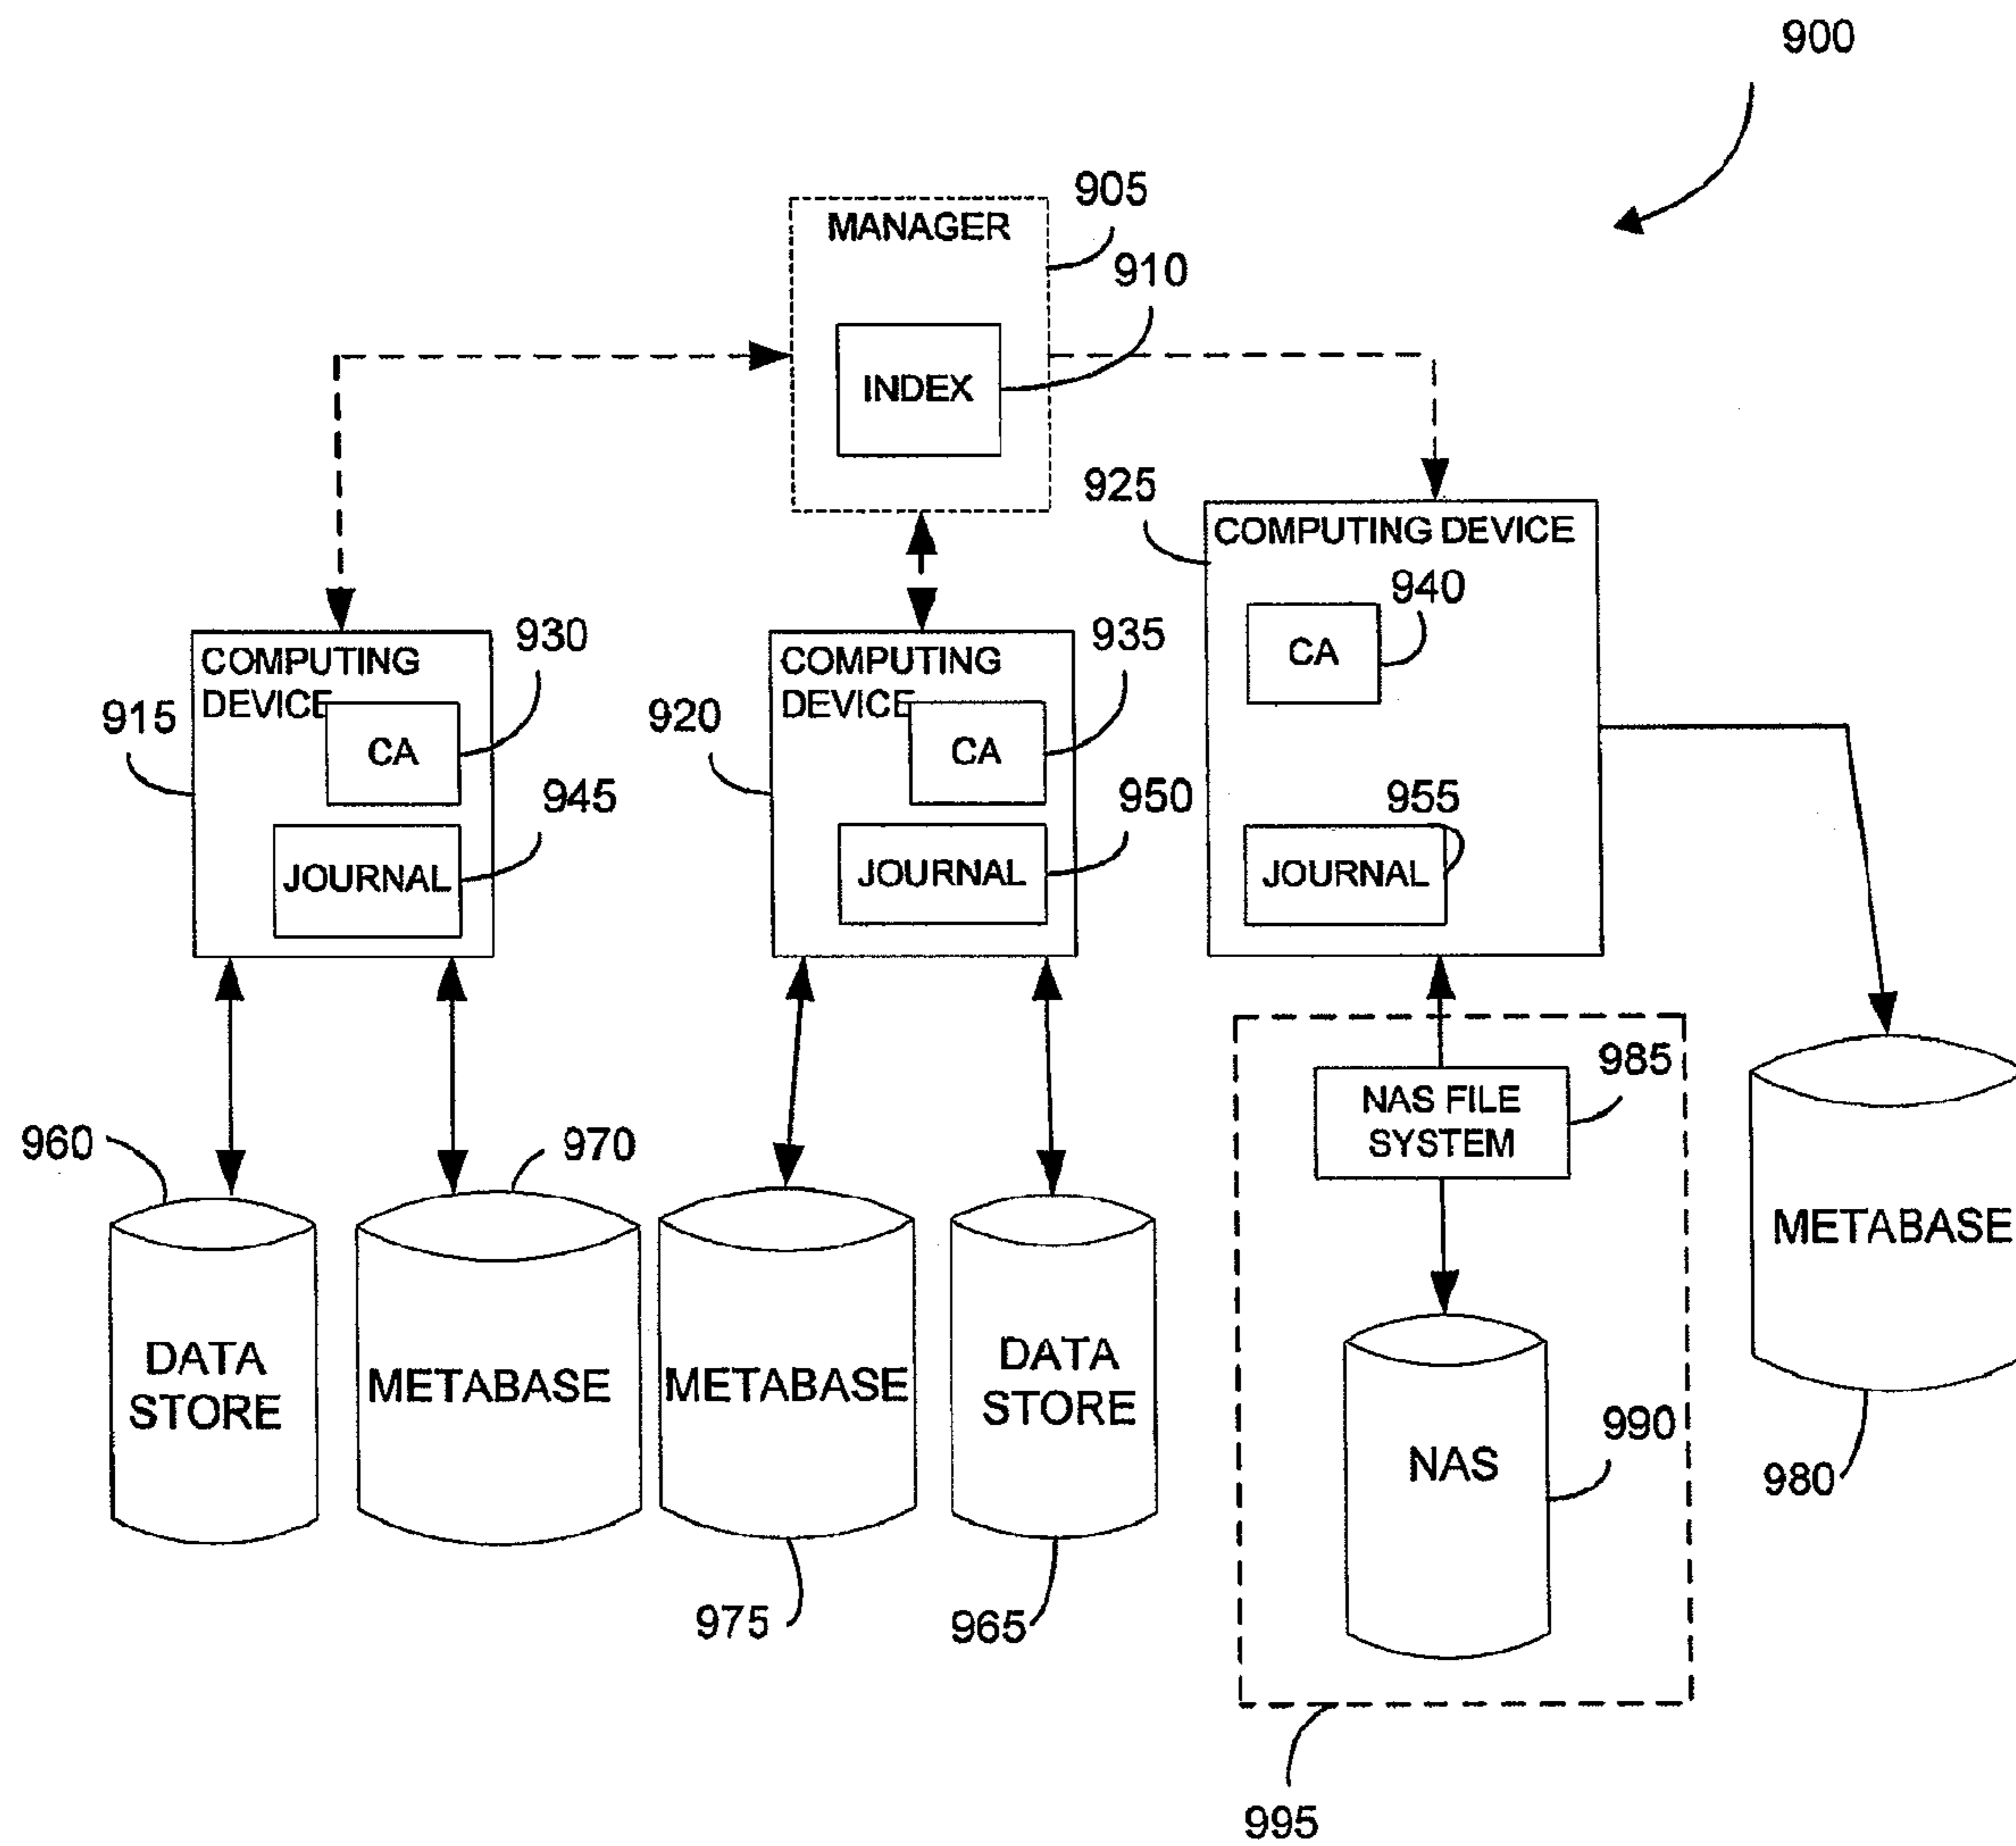 900
905
MANAGER
910
INDEX
925
COMPUTING DEVICE
940
CA
955
JOURNAL
930
COMPUTING
DEVICE
915
CA
945
JOURNAL
935
COMPUTING
DEVICE
920
CA
950
JOURNAL
985
NAS FILE
SYSTEM
960
970
DATA
STORE
METABASE
METABASE
DATA
STORE
METABASE
990
NAS
980
975
965
995